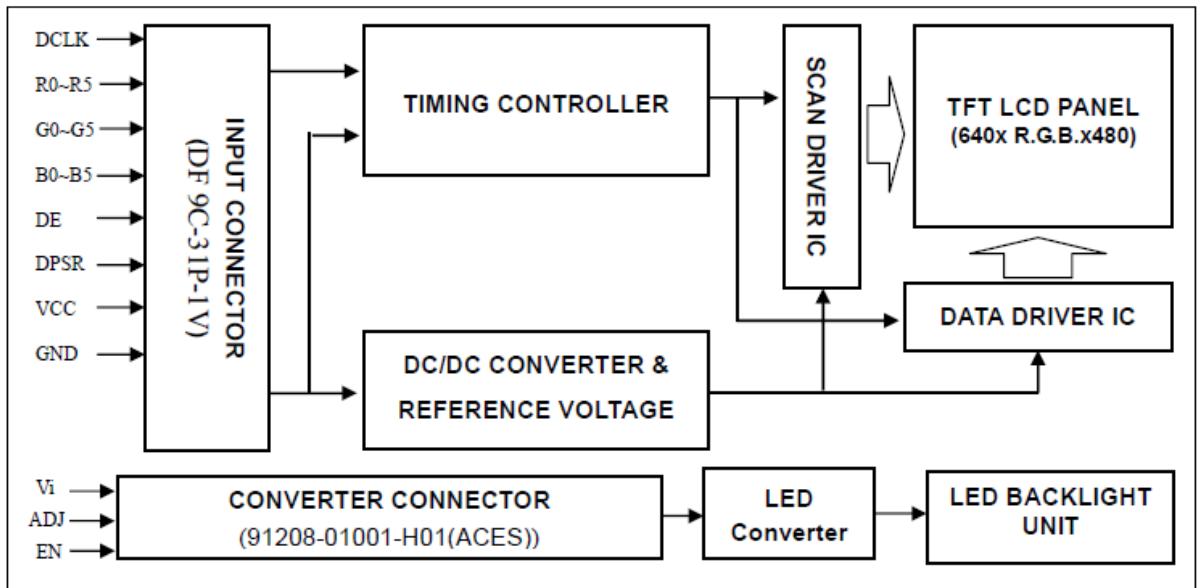 DCLK
R0~R5
G0~G5
B0~B5
DE
DPSR
VCC
GND
INPUT CONNECTOR
(DF 9C-31P-1V)
TIMING CONTROLLER
SCAN DRIVER IC
TFT LCD PANEL
(640x R.G.B.x480)
DATA DRIVER IC
DC/DC CONVERTER &
REFERENCE VOLTAGE
Vi
ADJ
EN
CONVERTER CONNECTOR
(91208-01001-H01(ACES))
LED
Converter
LED BACKLIGHT
UNIT